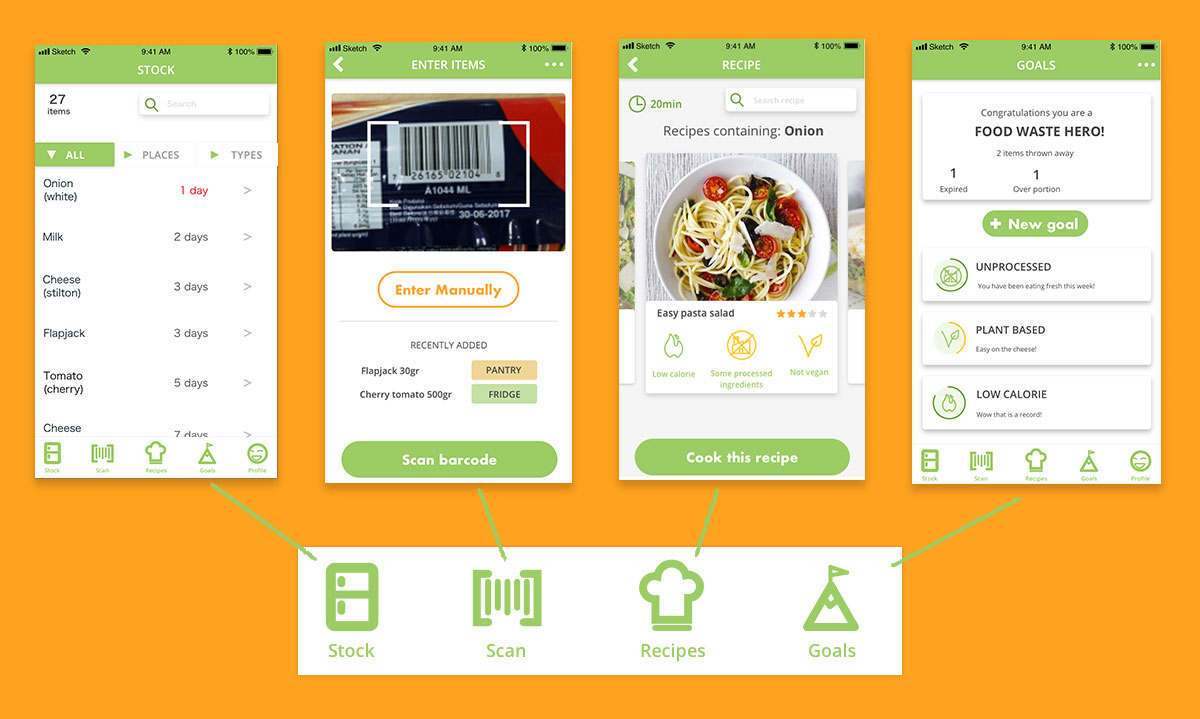 Sketch 9:41 AM 100%
STOCK
27
items
Search
ALL PLACES TYPES
Onion
(white)
1 day >
Milk 2 days >
Cheese
(stilton)
3 days >
Flapjack 3 days >
Tomato
(cherry)
5 days >
Cheese
7 days >
Stock Scan Recipes Goals Profile
Sketch 9:41 AM 100%
ENTER ITEMS
7 26165 02104 8
A1044 ML
30-06-2017
Enter Manually
RECENTLY ADDED
Flapjack 30gr PANTRY
Cherry tomato 500gr FRIDGE
Scan barcode
Sketch 9:41 AM 100%
RECIPE
20min
Search recipe
Recipes containing: Onion
Easy pasta salad
Low calorie
Some processed
ingredients
Not vegan
Cook this recipe
Sketch 9:41 AM 100%
GOALS
Congratulations you are a
FOOD WASTE HERO!
2 items thrown away
1 1
Expired Over portion
+ New goal
UNPROCESSED
You have been eating fresh this week!
PLANT BASED
Easy on the cheese!
LOW CALORIE
Wow that is a record!
Stock Scan Recipes Goals Profile
Stock Scan Recipes Goals